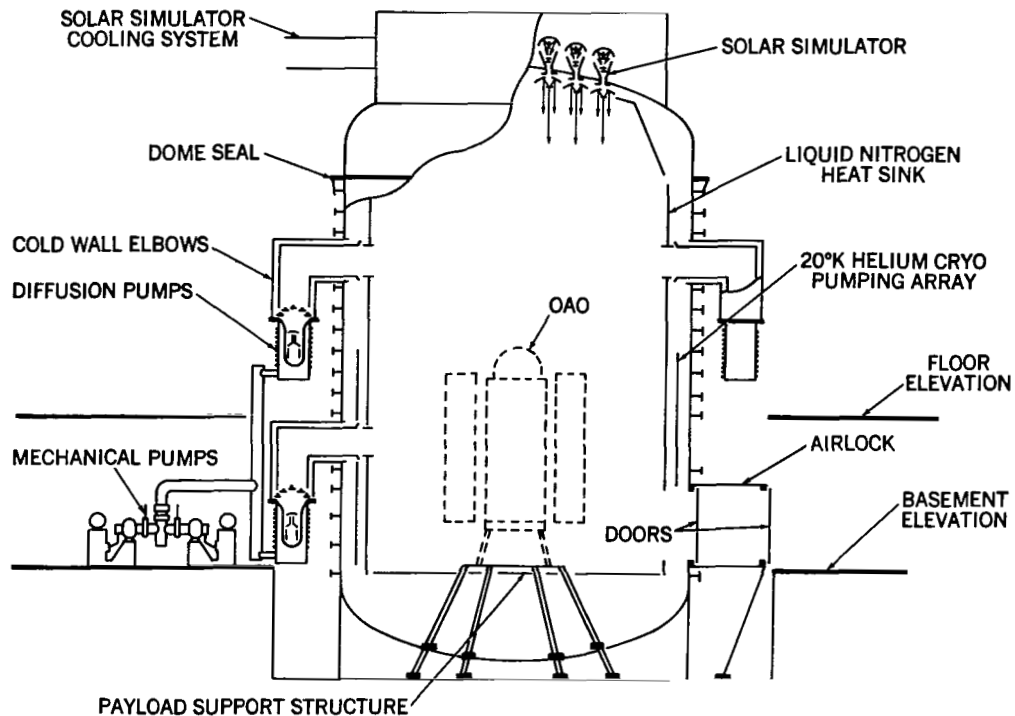 SOLAR SIMULATOR
COOLING SYSTEM
SOLAR SIMULATOR
DOME SEAL
LIQUID NITROGEN
HEAT SINK
COLD WALL ELBOWS
20°K HELIUM CRYO
PUMPING ARRAY
DIFFUSION PUMPS
OAO
FLOOR
ELEVATION
MECHANICAL PUMPS
AIRLOCK
BASEMENT
ELEVATION
DOORS
PAYLOAD SUPPORT STRUCTURE